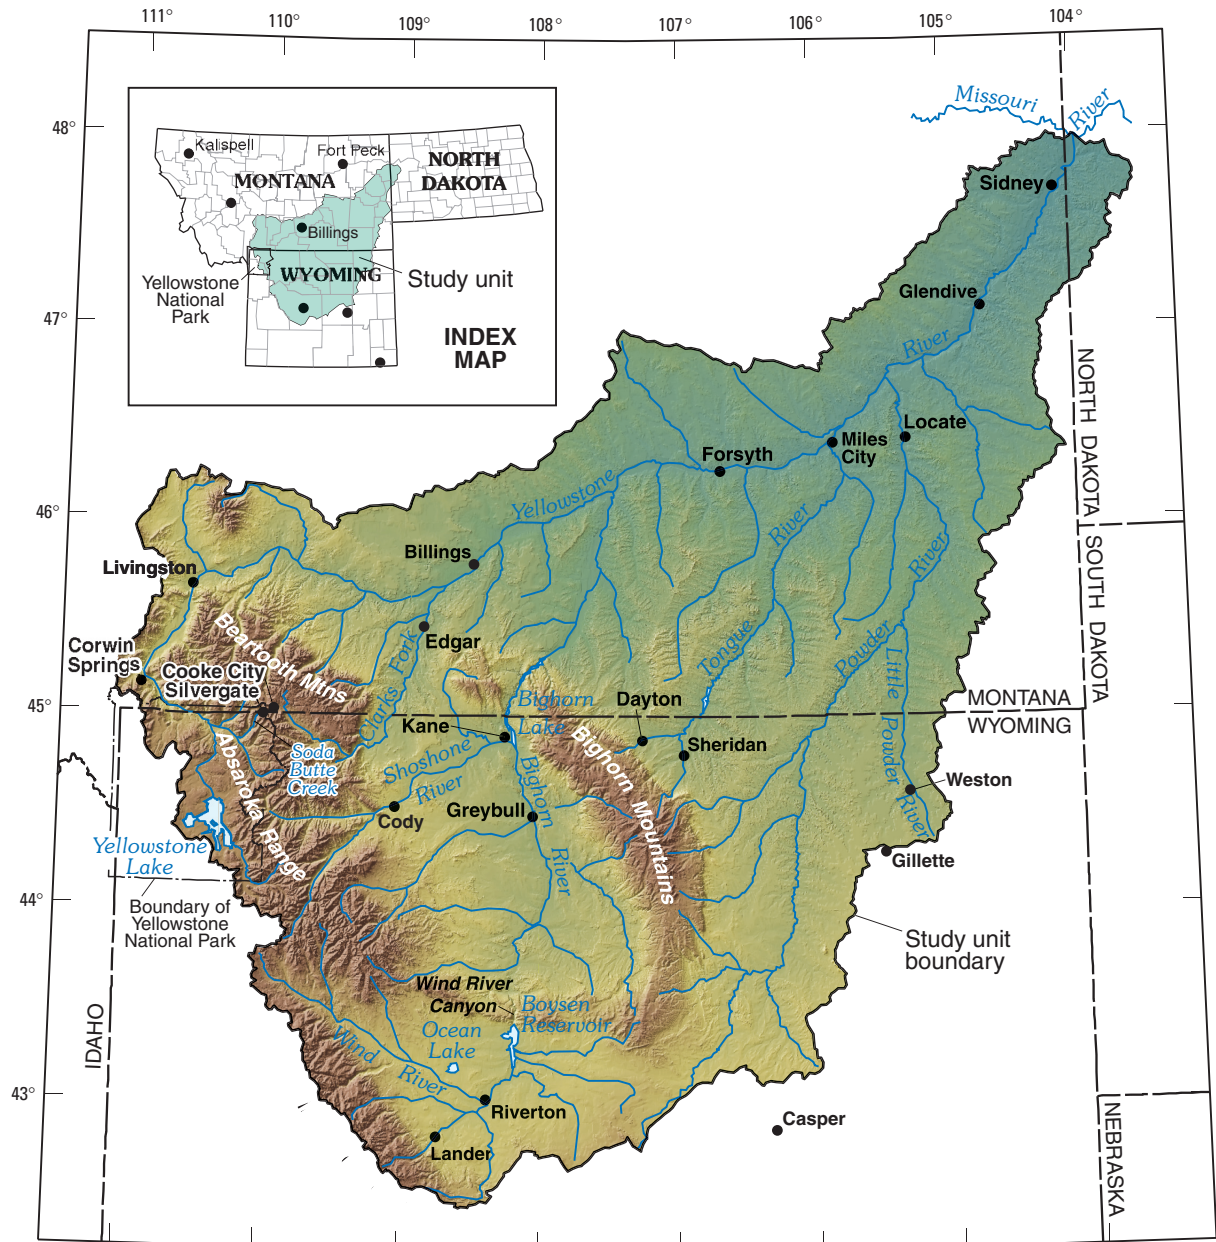 111°
110°
109°
108°
107°
106°
105°
104°
48°
47°
46°
45°
44°
43°
Kalispell
Fort Peck
MONTANA
NORTH
DAKOTA
Billings
WYOMING
Yellowstone
National
Park
Study unit
INDEX
MAP
Missouri
River
Sidney
Glendive
River
NORTH DAKOTA
Locate
Miles
City
Forsyth
Yellowstone
River
River
SOUTH DAKOTA
Billings
Livingston
Edgar
Beartooth Mtns
Corwin
Springs
Cooke City
Silvergate
Clarks Fork
Tongue
Powder
Little Powder River
Bighorn
Lake
Dayton
MONTANA
WYOMING
Kane
Sheridan
Soda
Butte
Creek
Absaroka Range
Shoshone
River
Bighorn
River
Bighorn Mountains
Weston
Cody
Greybull
Yellowstone
Lake
Gillette
Boundary of
Yellowstone
National Park
Study unit
boundary
Wind River
Canyon
Boysen
Reservoir
Ocean
Lake
Wind
River
IDAHO
Riverton
Casper
Lander
NEBRASKA